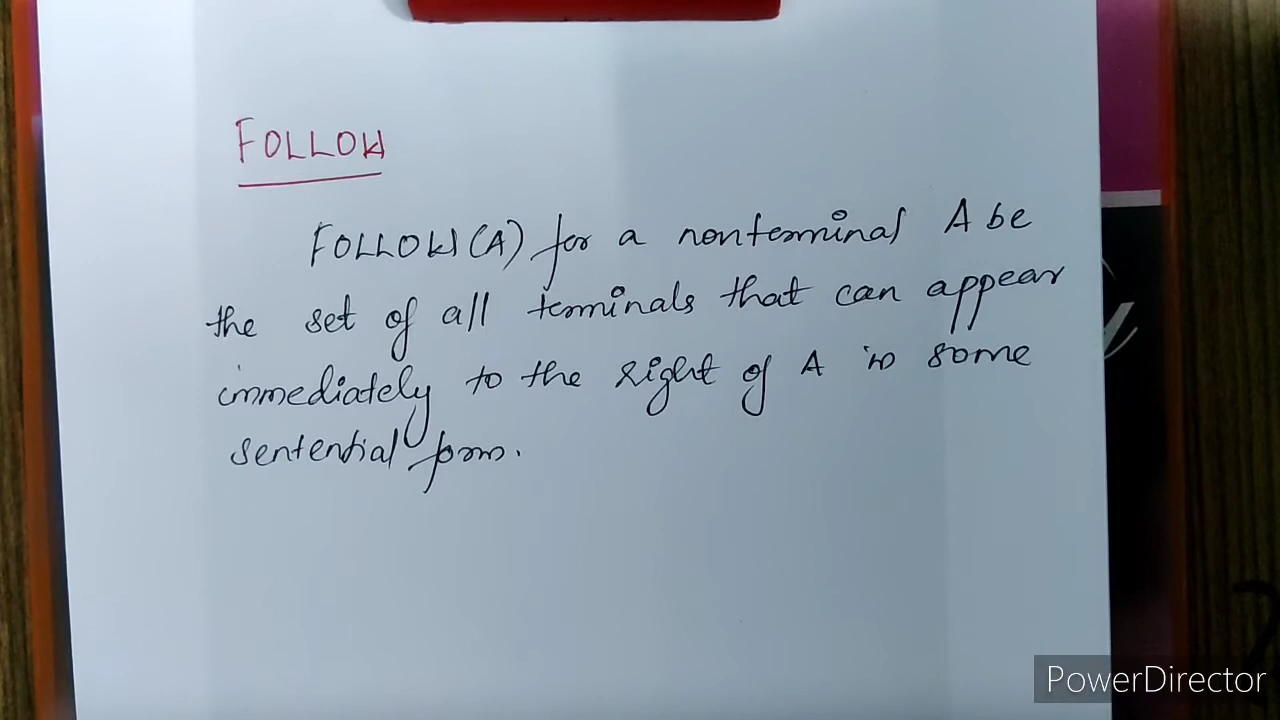 FOLLOW
FOLLOW(A) for a nonterminal A be
the set of all terminals that can appear
immediately to the right of A in some
sentential form.
PowerDirector